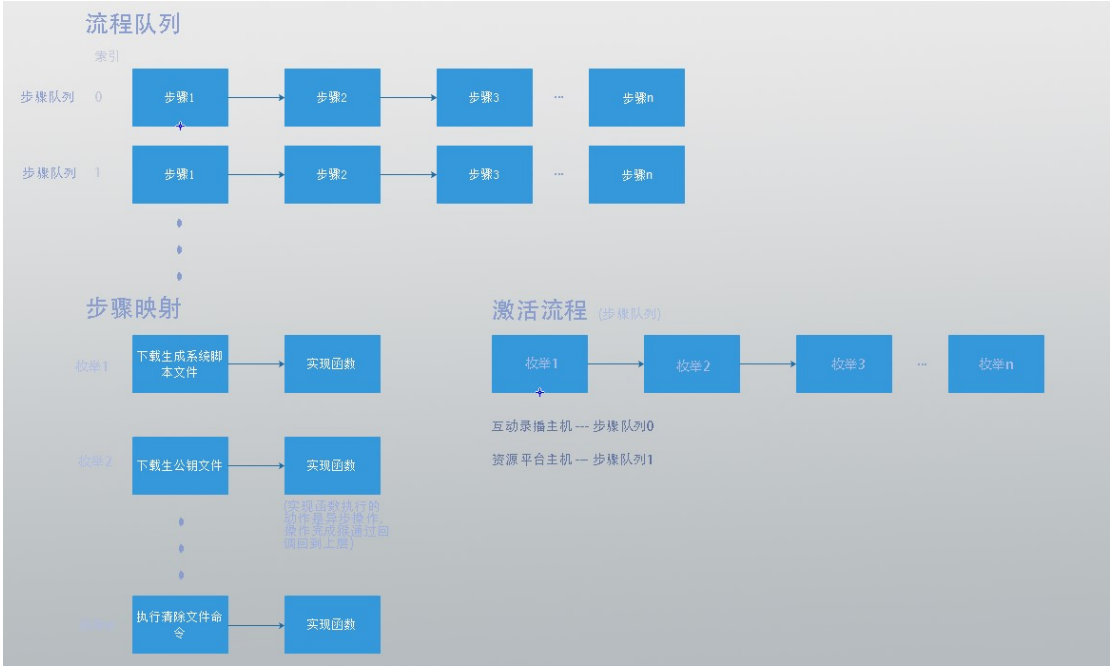 流程队列
索引
步骤队列 0 步骤1 步骤2 步骤3 ... 步骤n
步骤队列 1 步骤1 步骤2 步骤3 ... 步骤n
步骤映射
激活流程 (步骤队列)
枚举1 下载生成系统脚
本文件 实现函数
枚举1 枚举2 枚举3 ... 枚举n
互动录播主机 --- 步骤队列0
资源平台主机 --- 步骤队列1
枚举2 下载生公钥文件 实现函数
(实现函数执行的
动作是异步操作,
操作完成候通过回
调回到上层)
执行清除文件命
令 实现函数